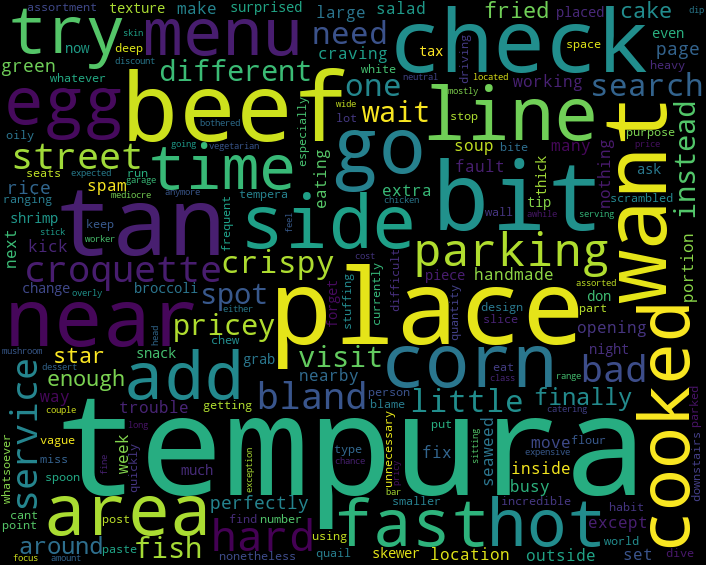 assortment texture make surprised large salad cake even
try menu check
skin deep discount now need craving tax space page
green whatever different fried placed driving neutral located heavy
egg beef one white working search
oily bothered vegetarian especially wait line mostly wide stop purpose price
street time go lot soup bite many ask
seats going garage run eating fault nothing instead
rice spam expected mediocre anymore extra thick scrambled want
ranging shrimp tan tempera side bit tip awhile serving
next stick keep worker frequent feel chicken wall
kick croquette crispy parking portion
change broccoli stuffing currently difficult piece handmade don assorted
near overly spot place forget cost quantity design slice part opening
either pricey corn night cooked
mushroom head star snack visit eat class range bad
dessert chew grab nearby person
enough add bland little finally
couple way trouble getting blame catering
service tempura
vague week long type put seaweed move flour parked
whatsoever miss quickly much exception chance unnecessary pricy fix sitting expensive inside downstairs
spoon fine bar busy
cant area post perfectly using smaller fast hot incredible habit
point hard find number except
around paste fish quail outside set world
focus amount nonetheless skewer location dive dip